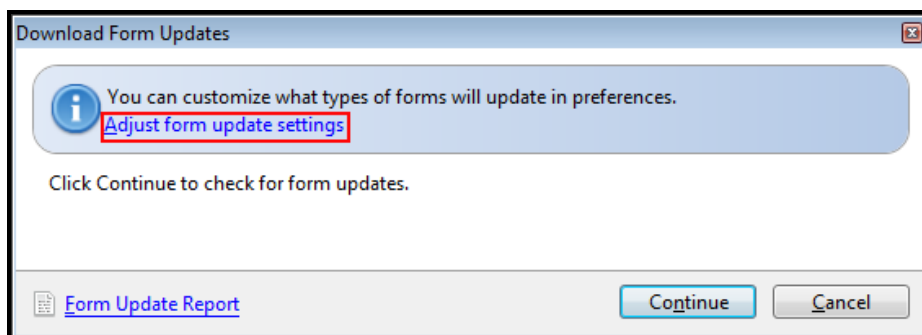 Download Form Updates
You can customize what types of forms will update in preferences.
Adjust form update settings
Click Continue to check for form updates.
Form Update Report
Continue
Cancel